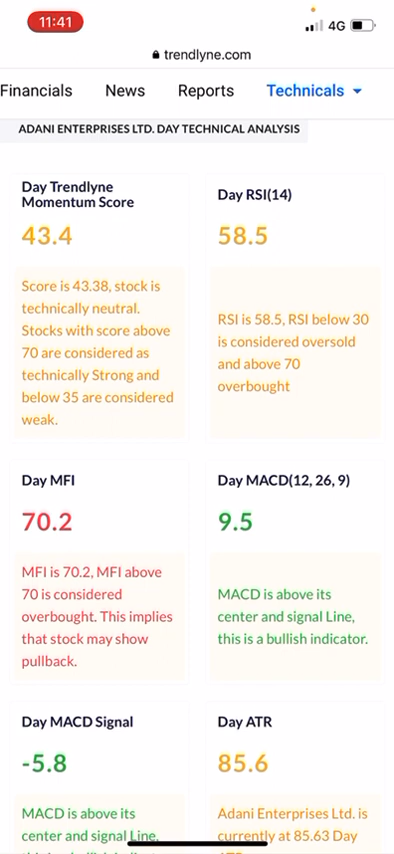 11:41
4G
trendlyne.com
Financials News Reports Technicals
ADANI ENTERPRISES LTD. DAY TECHNICAL ANALYSIS
Day Trendlyne
Momentum Score
43.4
Score is 43.38, stock is
technically neutral.
Stocks with score above
70 are considered as
technically Strong and
below 35 are considered
weak.
Day RSI(14)
58.5
RSI is 58.5, RSI below 30
is considered oversold
and above 70
overbought
Day MFI
70.2
MFI is 70.2, MFI above
70 is considered
overbought. This implies
that stock may show
pullback.
Day MACD(12, 26, 9)
9.5
MACD is above its
center and signal Line,
this is a bullish indicator.
Day MACD Signal
-5.8
MACD is above its
center and signal Line,
Day ATR
85.6
Adani Enterprises Ltd. is
currently at 85.63 Day